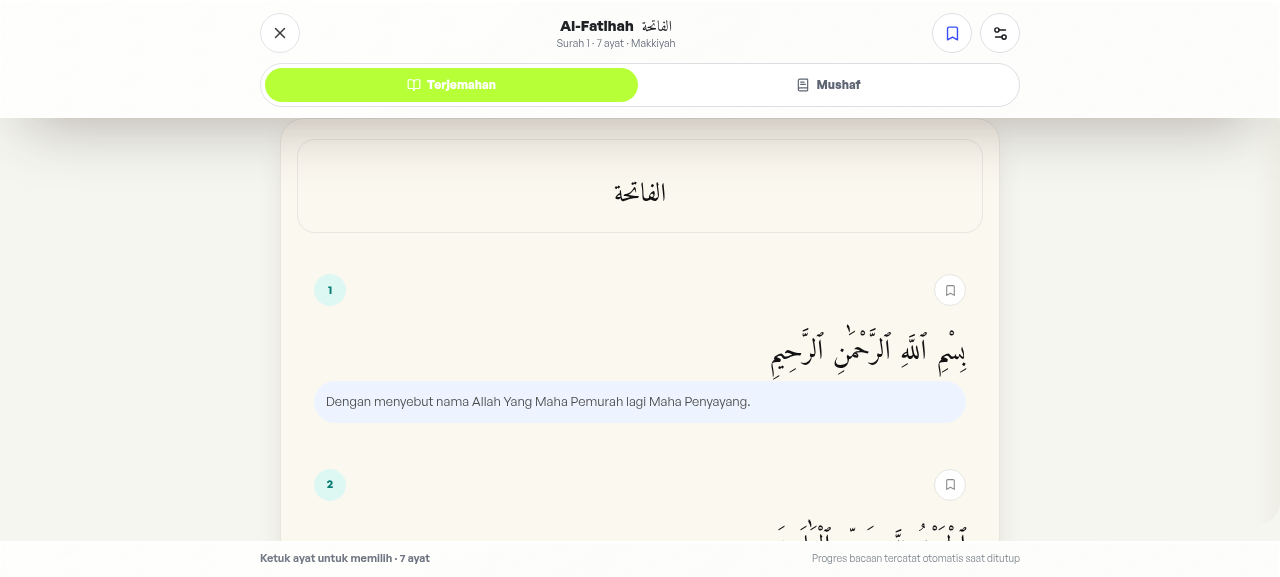 Al-Fatihah الفاتحة
Surah 1 · 7 ayat · Makkiyah
Terjemahan
Mushaf
الفاتحة
1
بِسْمِ ٱللَّهِ ٱلرَّحْمَٰنِ ٱلرَّحِيمِ
Dengan menyebut nama Allah Yang Maha Pemurah lagi Maha Penyayang.
2
Ketuk ayat untuk memilih · 7 ayat
Progres bacaan tercatat otomatis saat ditutup